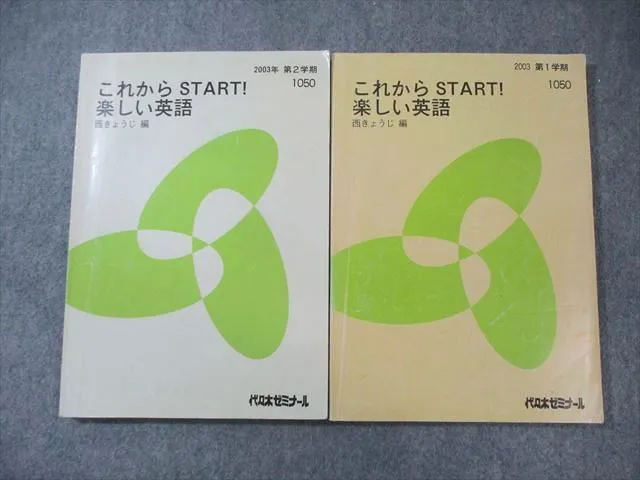 2003年 第2学期
1050
これから START!
楽しい英語
西きょうじ 編
代々木ゼミナール
2003 第1学期
1050
これから START!
楽しい英語
西きょうじ 編
代々木ゼミナール